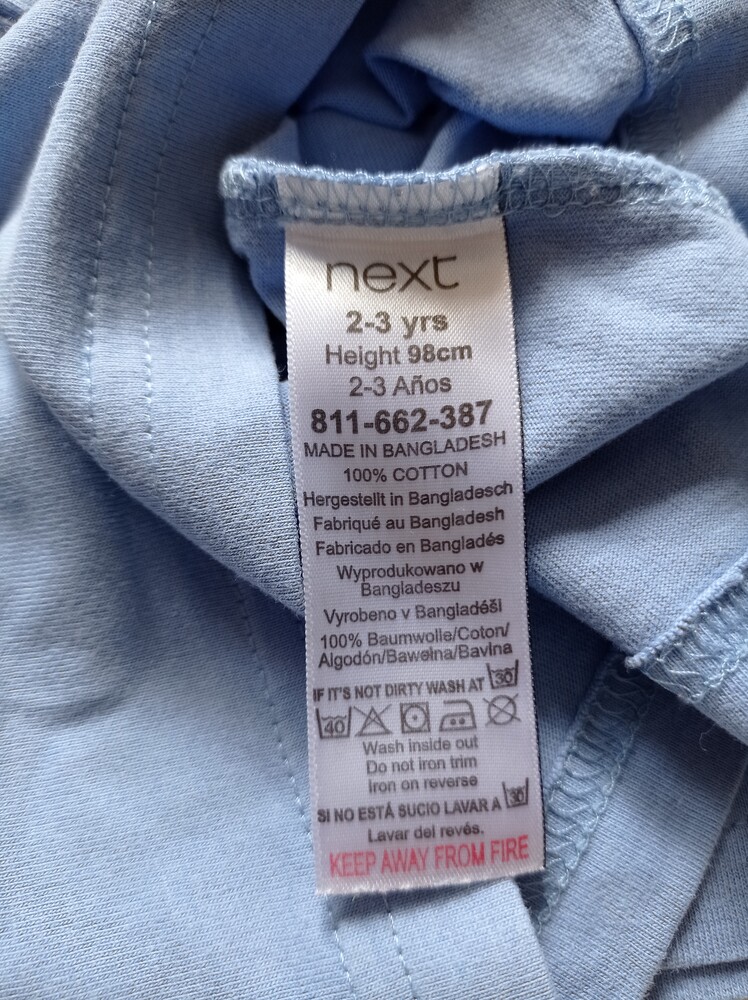 next
2-3 yrs
Height 98cm
2-3 Años
811-662-387
MADE IN BANGLADESH
100% COTTON
Hergestellt in Bangladesch
Fabriqué au Bangladesh
Fabricado en Bangladés
Wyprodukowano w
Bangladeszu
Vyrobeno v Bangladéši
100% Baumwolle/Coton/
Algodón/Bawełna/Bavina
IF IT'S NOT DIRTY WASH AT 30
40
Wash inside out
Do not iron trim
Iron on reverse
SI NO ESTÁ SUCIO LAVAR A 30
Lavar del revés.
KEEP AWAY FROM FIRE